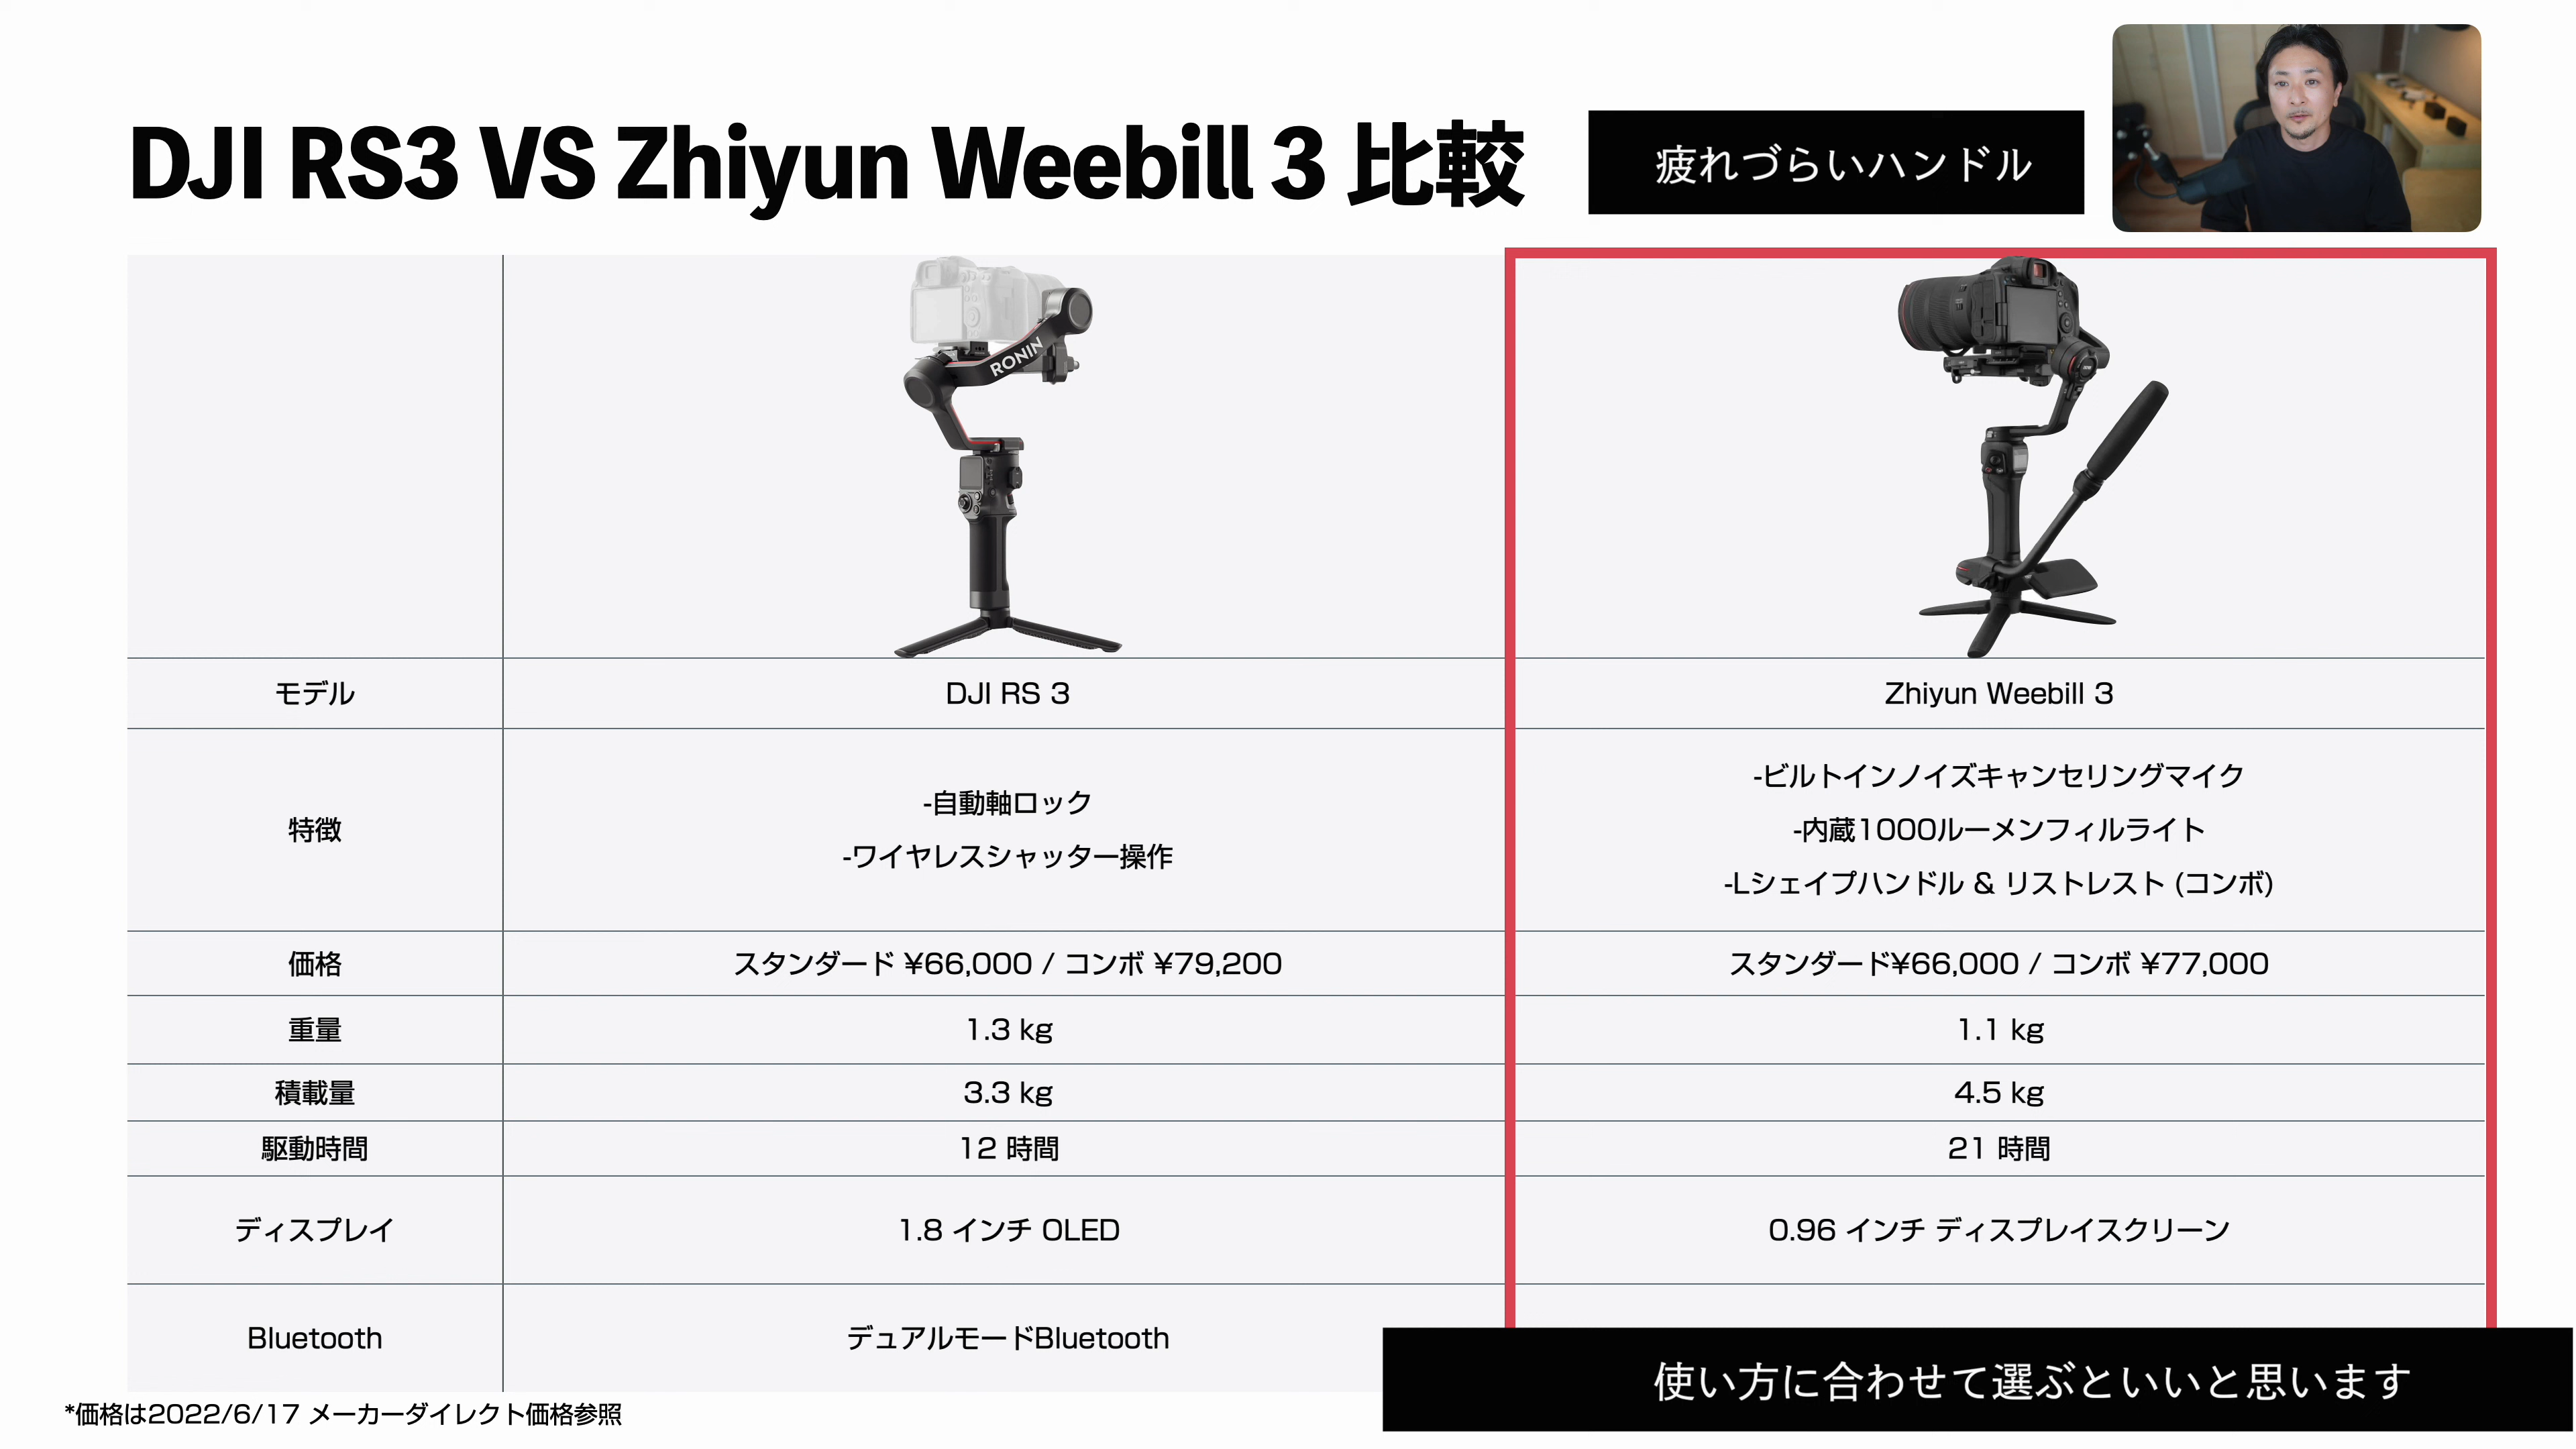 DJI RS3 VS Zhiyun Weebill 3 比較
疲れづらいハンドル
RONIN
モデル
DJI RS 3
Zhiyun Weebill 3
特徴
-自動軸ロック
-ワイヤレスシャッター操作
-ビルトインノイズキャンセリングマイク
-内蔵1000ルーメンフィルライト
-Lシェイプハンドル & リストレスト (コンボ)
価格
スタンダード ¥66,000 / コンボ ¥79,200
スタンダード¥66,000 / コンボ ¥77,000
重量
1.3 kg
1.1 kg
積載量
3.3 kg
4.5 kg
駆動時間
12 時間
21 時間
ディスプレイ
1.8 インチ OLED
0.96 インチ ディスプレイスクリーン
Bluetooth
デュアルモードBluetooth
使い方に合わせて選ぶといいと思います
*価格は2022/6/17 メーカーダイレクト価格参照